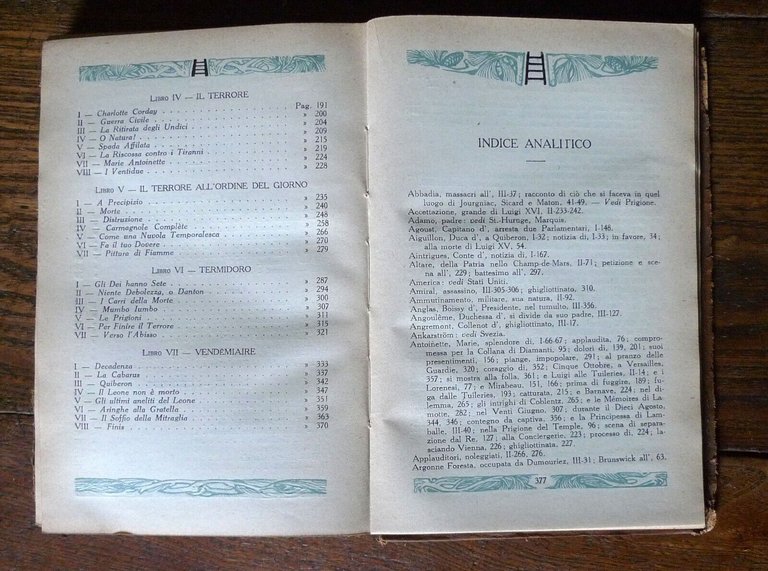 LIBRO IV — IL TERRORE
I — Charlotte Corday . . . Pag. 191
II — Guerra Civile . . . » 200
III — La Ritirata degli Undici . . . » 204
IV — O Natura! . . . » 209
V — Spada Affilata . . . » 215
VI — La Riscossa contro i Tiranni . . . » 219
VII — Marie Antoinette . . . » 224
VIII — I Ventidue . . . » 228
LIBRO V — IL TERRORE ALL'ORDINE DEL GIORNO
I — A Precipizio . . . » 235
II — Morte . . . » 240
III — Distruzione . . . » 248
IV — Carmagnole Complète . . . » 258
V — Come una Nuvola Temporalesca . . . » 266
VI — Fa il tuo Dovere . . . » 270
VII — Pitture di Fiamme . . . » 279
LIBRO VI — TERMIDORO
I — Gli Dei hanno Sete . . . » 287
II — Niente Debolezza, o Danton . . . » 294
III — I Carri della Morte . . . » 300
IV — Mumbo Iumbo . . . » 307
V — Le Prigioni . . . » 311
VI — Per Finire il Terrore . . . » 315
VII — Verso l'Abisso . . . » 321
LIBRO VII — VENDEMIAIRE
I — Decadenza . . . » 333
II — La Cabarus . . . » 337
III — Quiberon . . . » 342
IV — Il Leone non è morto . . . » 347
V — Gli ultimi aneliti del Leone . . . » 351
VI — Aringhe alla Gratella . . . » 359
VII — Il Soffio della Mitraglia . . . » 363
VIII — Finis . . . » 370
INDICE ANALITICO
Abbadia, massacri all', III-37; racconto di ciò che si faceva in quel
luogo di Jourgniac, Sicard e Maton, 41-49. — Vedi Prigione.
Accettazione, grande di Luigi XVI, II-233-242.
Adamo, padre: vedi St.-Huruge, Marquis.
Agoust, Capitano d', arresta due Parlamentari, I-148.
Aiguillon, Duca d', a Quiberon, I-32; notizia di, I-33; in favore, 34;
alla morte di Luigi XV, 54.
Aintrigues, Conte d', notizia di, I-167.
Altare, della Patria nello Champ-de-Mars, II-71; petizione e sce-
na all', 229; battesimo all', 297.
America: vedi Stati Uniti.
Amiral, assassino, III-305-306; ghigliottinato, 310.
Ammutinamento, militare, sua natura, II-92.
Anglas, Boissy d', Presidente, nel tumulto, III-356.
Angoulême, Duchessa d', si divide da suo padre, III-127.
Angremont, Collenot d', ghigliottinato, III-17.
Ankarström: vedi Svezia.
Antoinette, Marie, splendore di, I-66-67; applaudita, 76; compro-
messa per la Collana di Diamanti, 95; dolori di, 139, 201; suoi
presentimenti, 156; piange, impopolare, 291; al pranzo delle
Guardie, 320; coraggio di, 352; Cinque Ottobre, a Versailles,
357; si mostra alla folla, 361; e Luigi alle Tuileries, II-14; e i
Lorenesi, 77; e Mirabeau, 151, 166; prima di fuggire, 189; fu-
ga dalle Tuileries, 193; catturata, 215; e Barnave, 224; nel di-
gli intrighi di Coblentz, 265; e le Mémoires di La-
motte, 282; nel Venti Giugno, 307; durante il Dieci Agosto,
344, 346; contegno da captiva, 356; e la Principessa di Lam-
balle, III-40; nella Prigione del Tempio, 96; scena di separa-
zione dal Re, 127; alla Conciergerie, 223; processo di, 224; la-
sciando Vienna, 226; ghigliottinata, 227.
Applauditori, noleggiati, II-266, 276.
Argonne Foresta, occupata da Dumouriez, III-31; Brunswick all', 63.
377